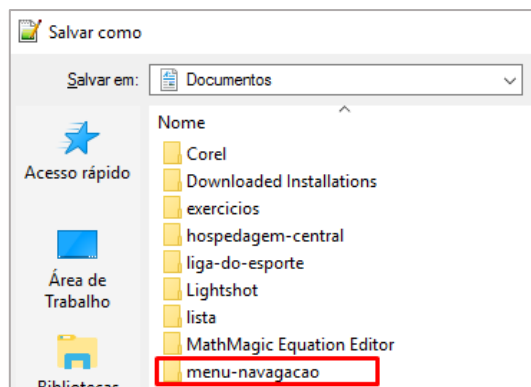 Salvar como
Salvar em: Documentos
Acesso rápido
Área de
Trabalho
Bibliotecas
Nome
Corel
Downloaded Installations
exercicios
hospedagem-central
liga-do-esporte
Lightshot
lista
MathMagic Equation Editor
menu-navagacao